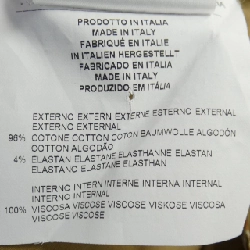 PRODOTTO IN ITALIA
MADE IN ITALY
FABRIQUÉ EN ITALIE
IN ITALIEN HERGESTELLT
FABRICADO EN ITALIA
MADE IN ITALY
PRODUZIDO EM ITÁLIA
EXTERNO EXTERN EXTERNE ESTERNO EXTERNAL
EXTERNO EXTERNAL
96% COTONE COTTON COTON BAUMWOLLE ALGODÓN
COTTON ALGODÃO
4% ELASTAN ELASTANE ELASTHANNE ELASTAN
ELASTANO ELASTANE ELASTHAN
INTERNO INTERN INTERNE INTERNA INTERNAL
INTERNO INTERNAL
100% VISCOSA VISCOSE VISCOSE VISKOSE VISCOSA
VISCOSE VISCOSE